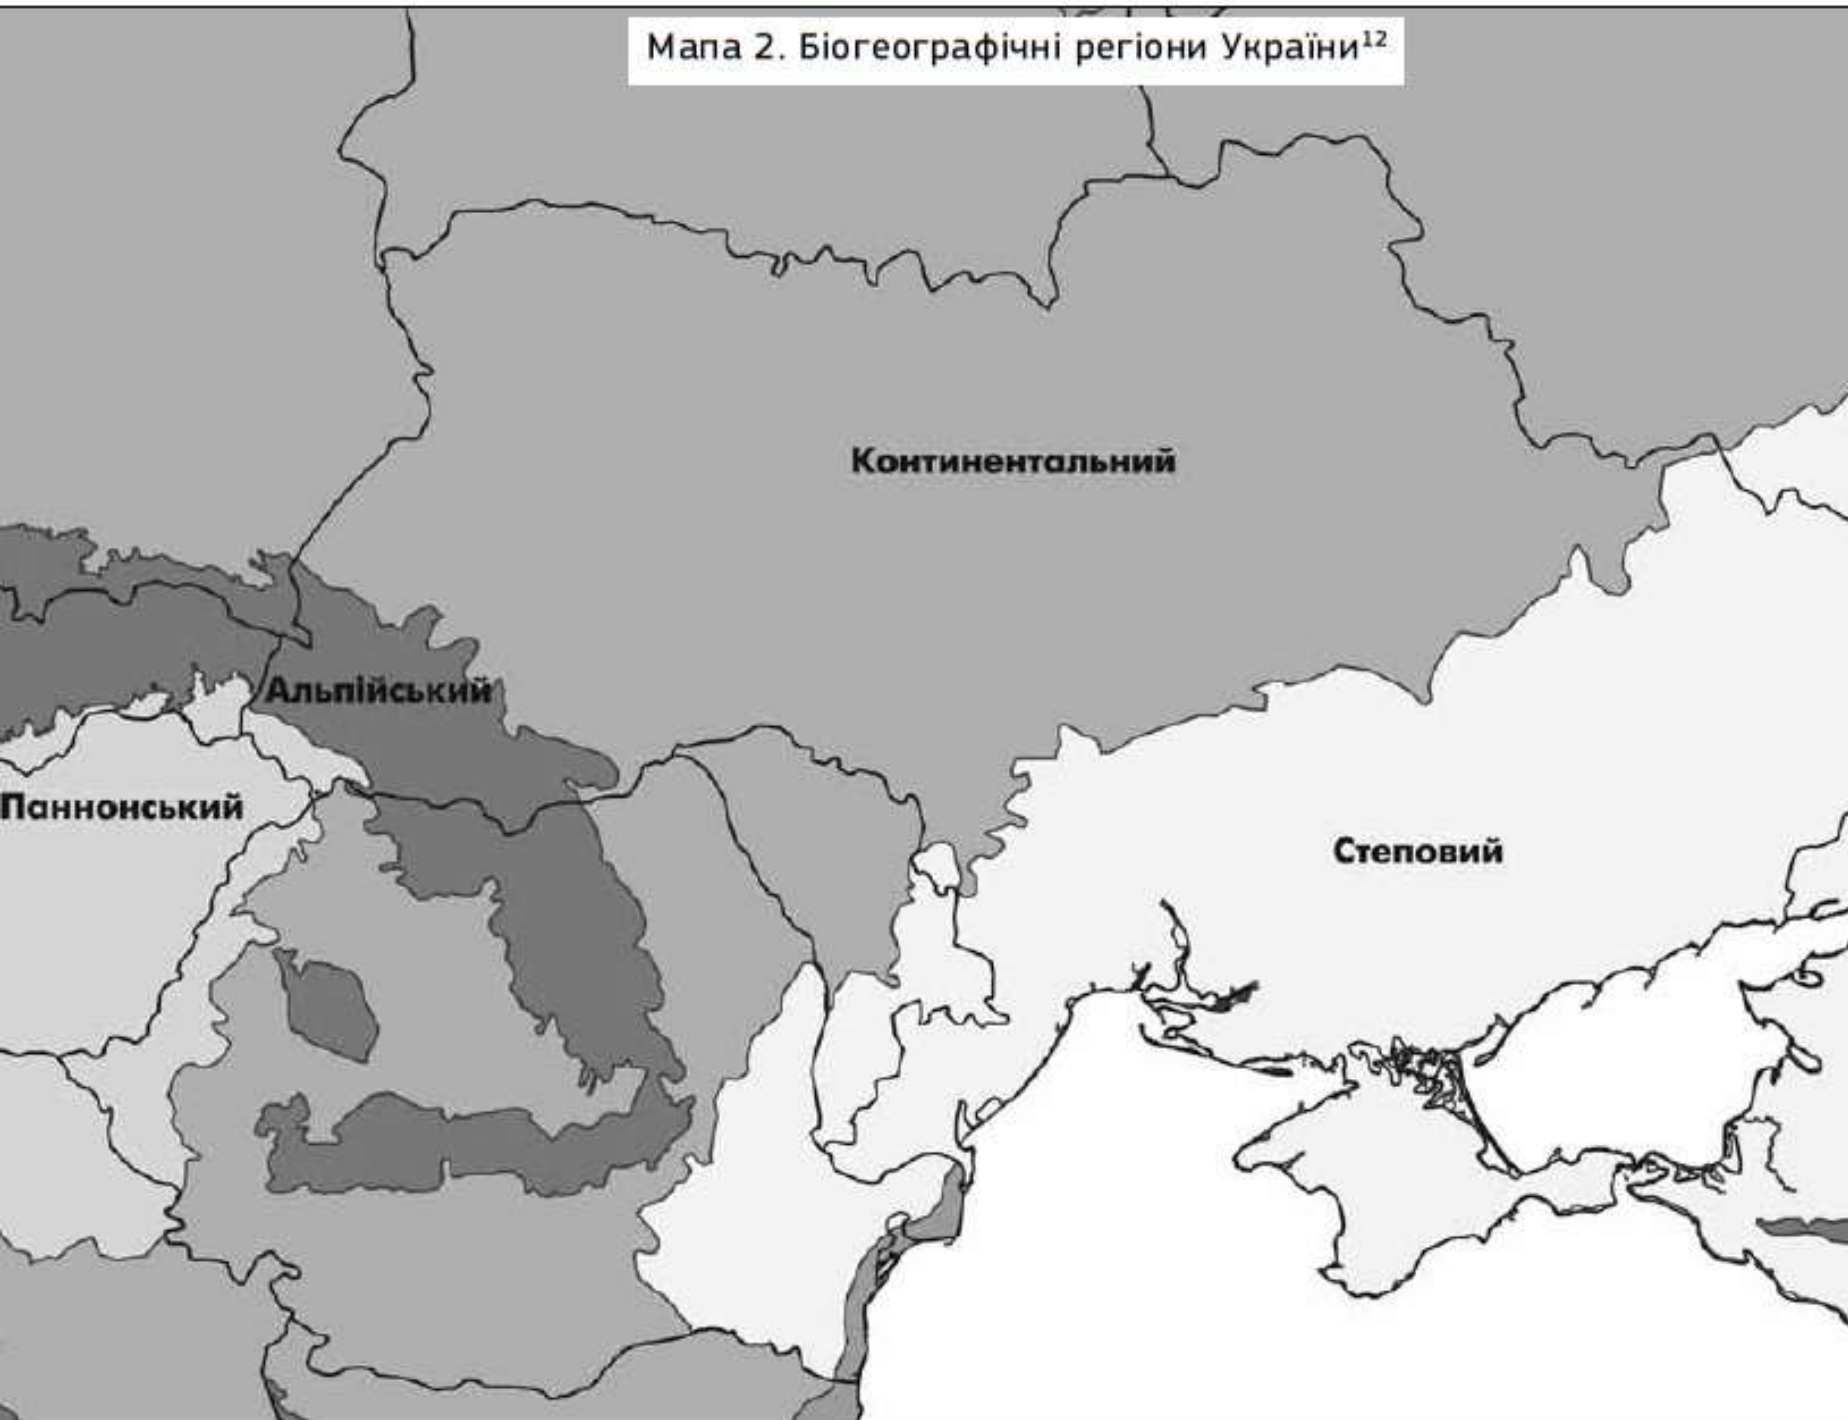 Мапа 2. Біогеографічні регіони України¹²
Континентальний
Альпійський
Паннонський
Степовий